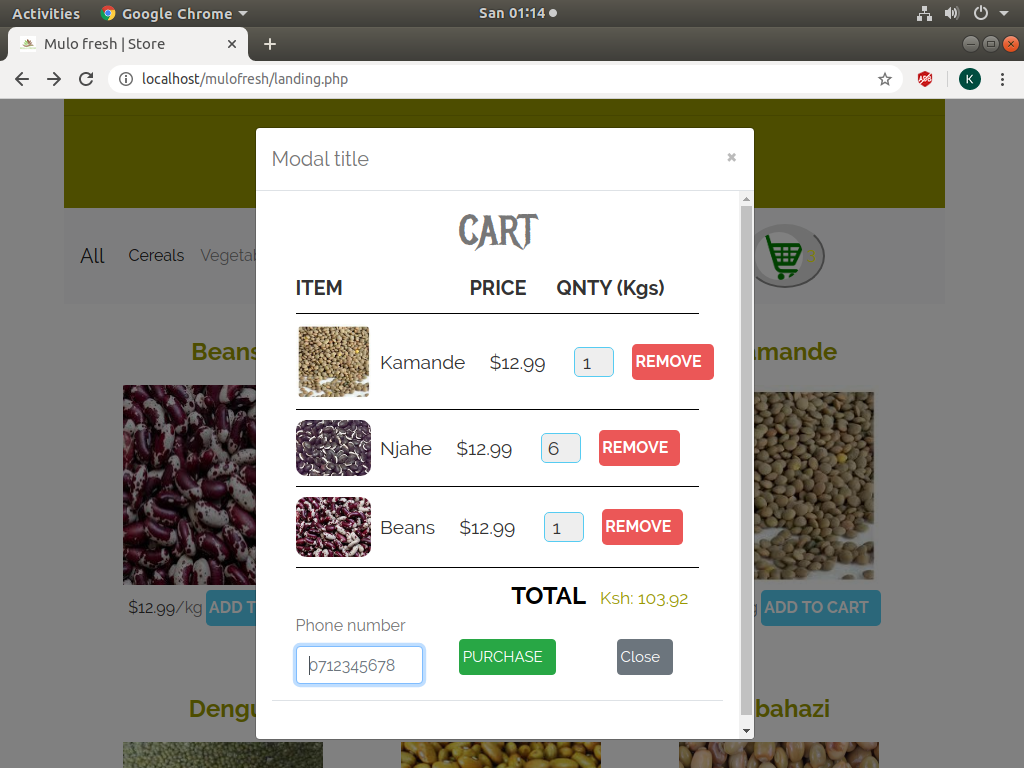 Activities Google Chrome San 01:14
Mulo fresh | Store
localhost/mulofresh/landing.php
ABP K
Modal title ×
CART
All Cereals
ITEM PRICE QNTY (Kgs)
Kamande $12.99 1 REMOVE
Njahe $12.99 6 REMOVE
Beans $12.99 1 REMOVE
TOTAL Ksh: 103.92
Phone number
0712345678 PURCHASE Close
Beans amande
$12.99/kg ADD T g ADD TO CART
Dengu bahazi